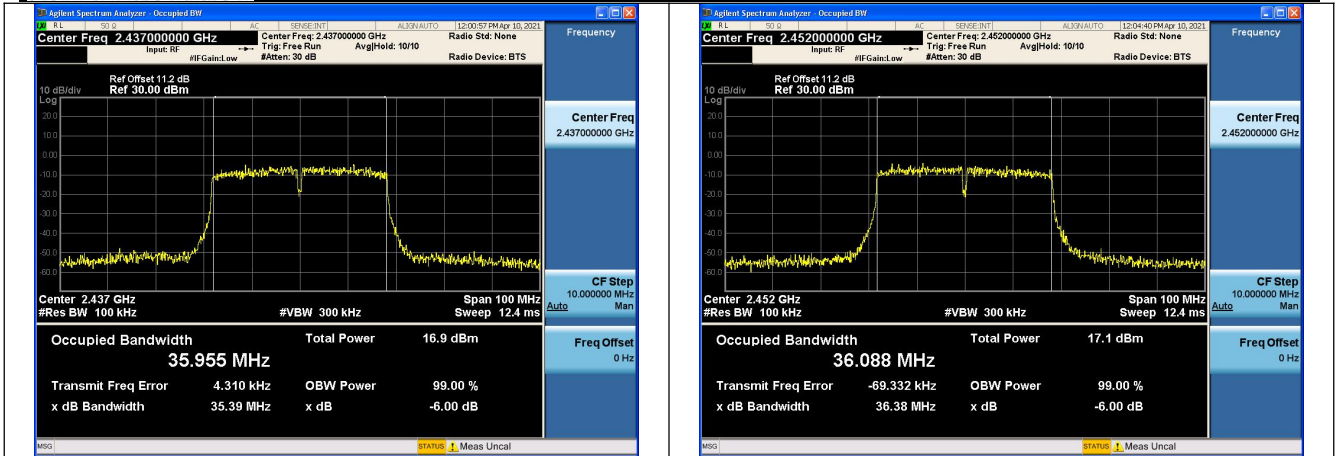 Agilent Spectrum Analyzer - Occupied BW
RL 50 Ω AC SENSE:INT ALIGNAUTO 12:00:57 PM Apr 10, 2021
Center Freq 2.437000000 GHz Center Freq: 2.437000000 GHz Radio Std: None Frequency
Input: RF Trig: Free Run Avg|Hold: 10/10
#IFGain:Low #Atten: 30 dB Radio Device: BTS
Ref Offset 11.2 dB
10 dB/div Ref 30.00 dBm
Log
20.0
10.0
0.00
-10.0
-20.0
-30.0
-40.0
-50.0
-60.0
Center Freq
2.437000000 GHz
CF Step
10.000000 MHz
Auto Man
Freq Offset
0 Hz
Center 2.437 GHz Span 100 MHz
#Res BW 100 kHz #VBW 300 kHz Sweep 12.4 ms
Occupied Bandwidth Total Power 16.9 dBm
35.955 MHz
Transmit Freq Error 4.310 kHz OBW Power 99.00 %
x dB Bandwidth 35.39 MHz x dB -6.00 dB
MSG STATUS Meas Uncal
Agilent Spectrum Analyzer - Occupied BW
RL 50 Ω AC SENSE:INT ALIGNAUTO 12:04:40 PM Apr 10, 2021
Center Freq 2.452000000 GHz Center Freq: 2.452000000 GHz Radio Std: None Frequency
Input: RF Trig: Free Run Avg|Hold: 10/10
#IFGain:Low #Atten: 30 dB Radio Device: BTS
Ref Offset 11.2 dB
10 dB/div Ref 30.00 dBm
Log
20.0
10.0
0.00
-10.0
-20.0
-30.0
-40.0
-50.0
-60.0
Center Freq
2.452000000 GHz
CF Step
10.000000 MHz
Auto Man
Freq Offset
0 Hz
Center 2.452 GHz Span 100 MHz
#Res BW 100 kHz #VBW 300 kHz Sweep 12.4 ms
Occupied Bandwidth Total Power 17.1 dBm
36.088 MHz
Transmit Freq Error -69.332 kHz OBW Power 99.00 %
x dB Bandwidth 36.38 MHz x dB -6.00 dB
MSG STATUS Meas Uncal